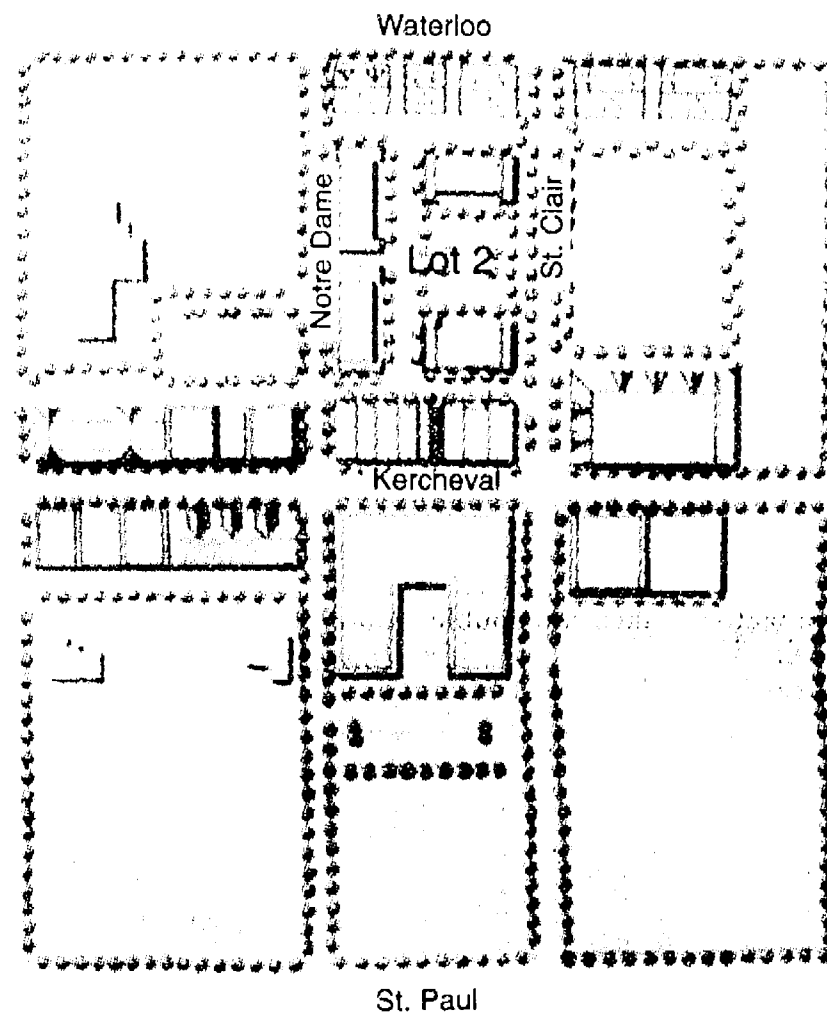 Waterloo
Notre Dame
St. Clair
Lot 2
Kercheval
St. Paul